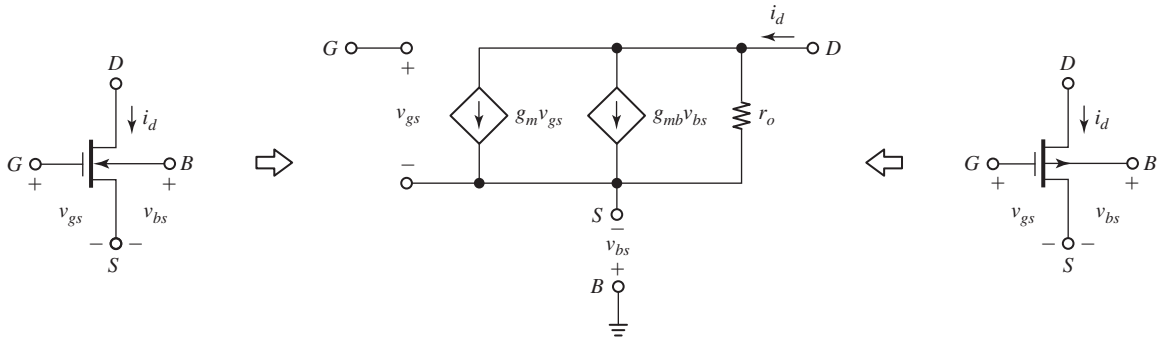 D
i_d
G
B
+
+
v_gs
v_bs
−
−
S
i_d
G
D
+
v_gs
g_m v_gs
g_mb v_bs
r_o
−
S
−
v_bs
+
B
D
i_d
G
B
+
+
v_gs
v_bs
−
−
S